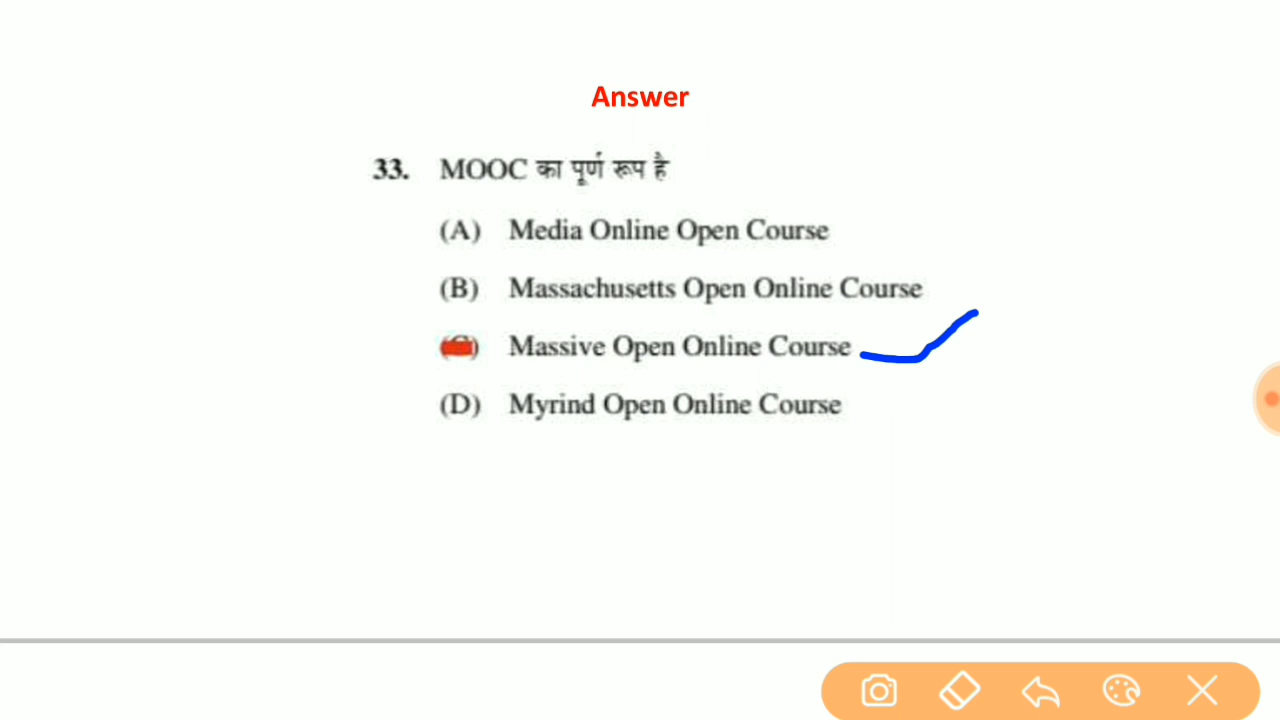 Answer
33. MOOC का पूर्ण रूप है
(A) Media Online Open Course
(B) Massachusetts Open Online Course
(C) Massive Open Online Course
(D) Myrind Open Online Course